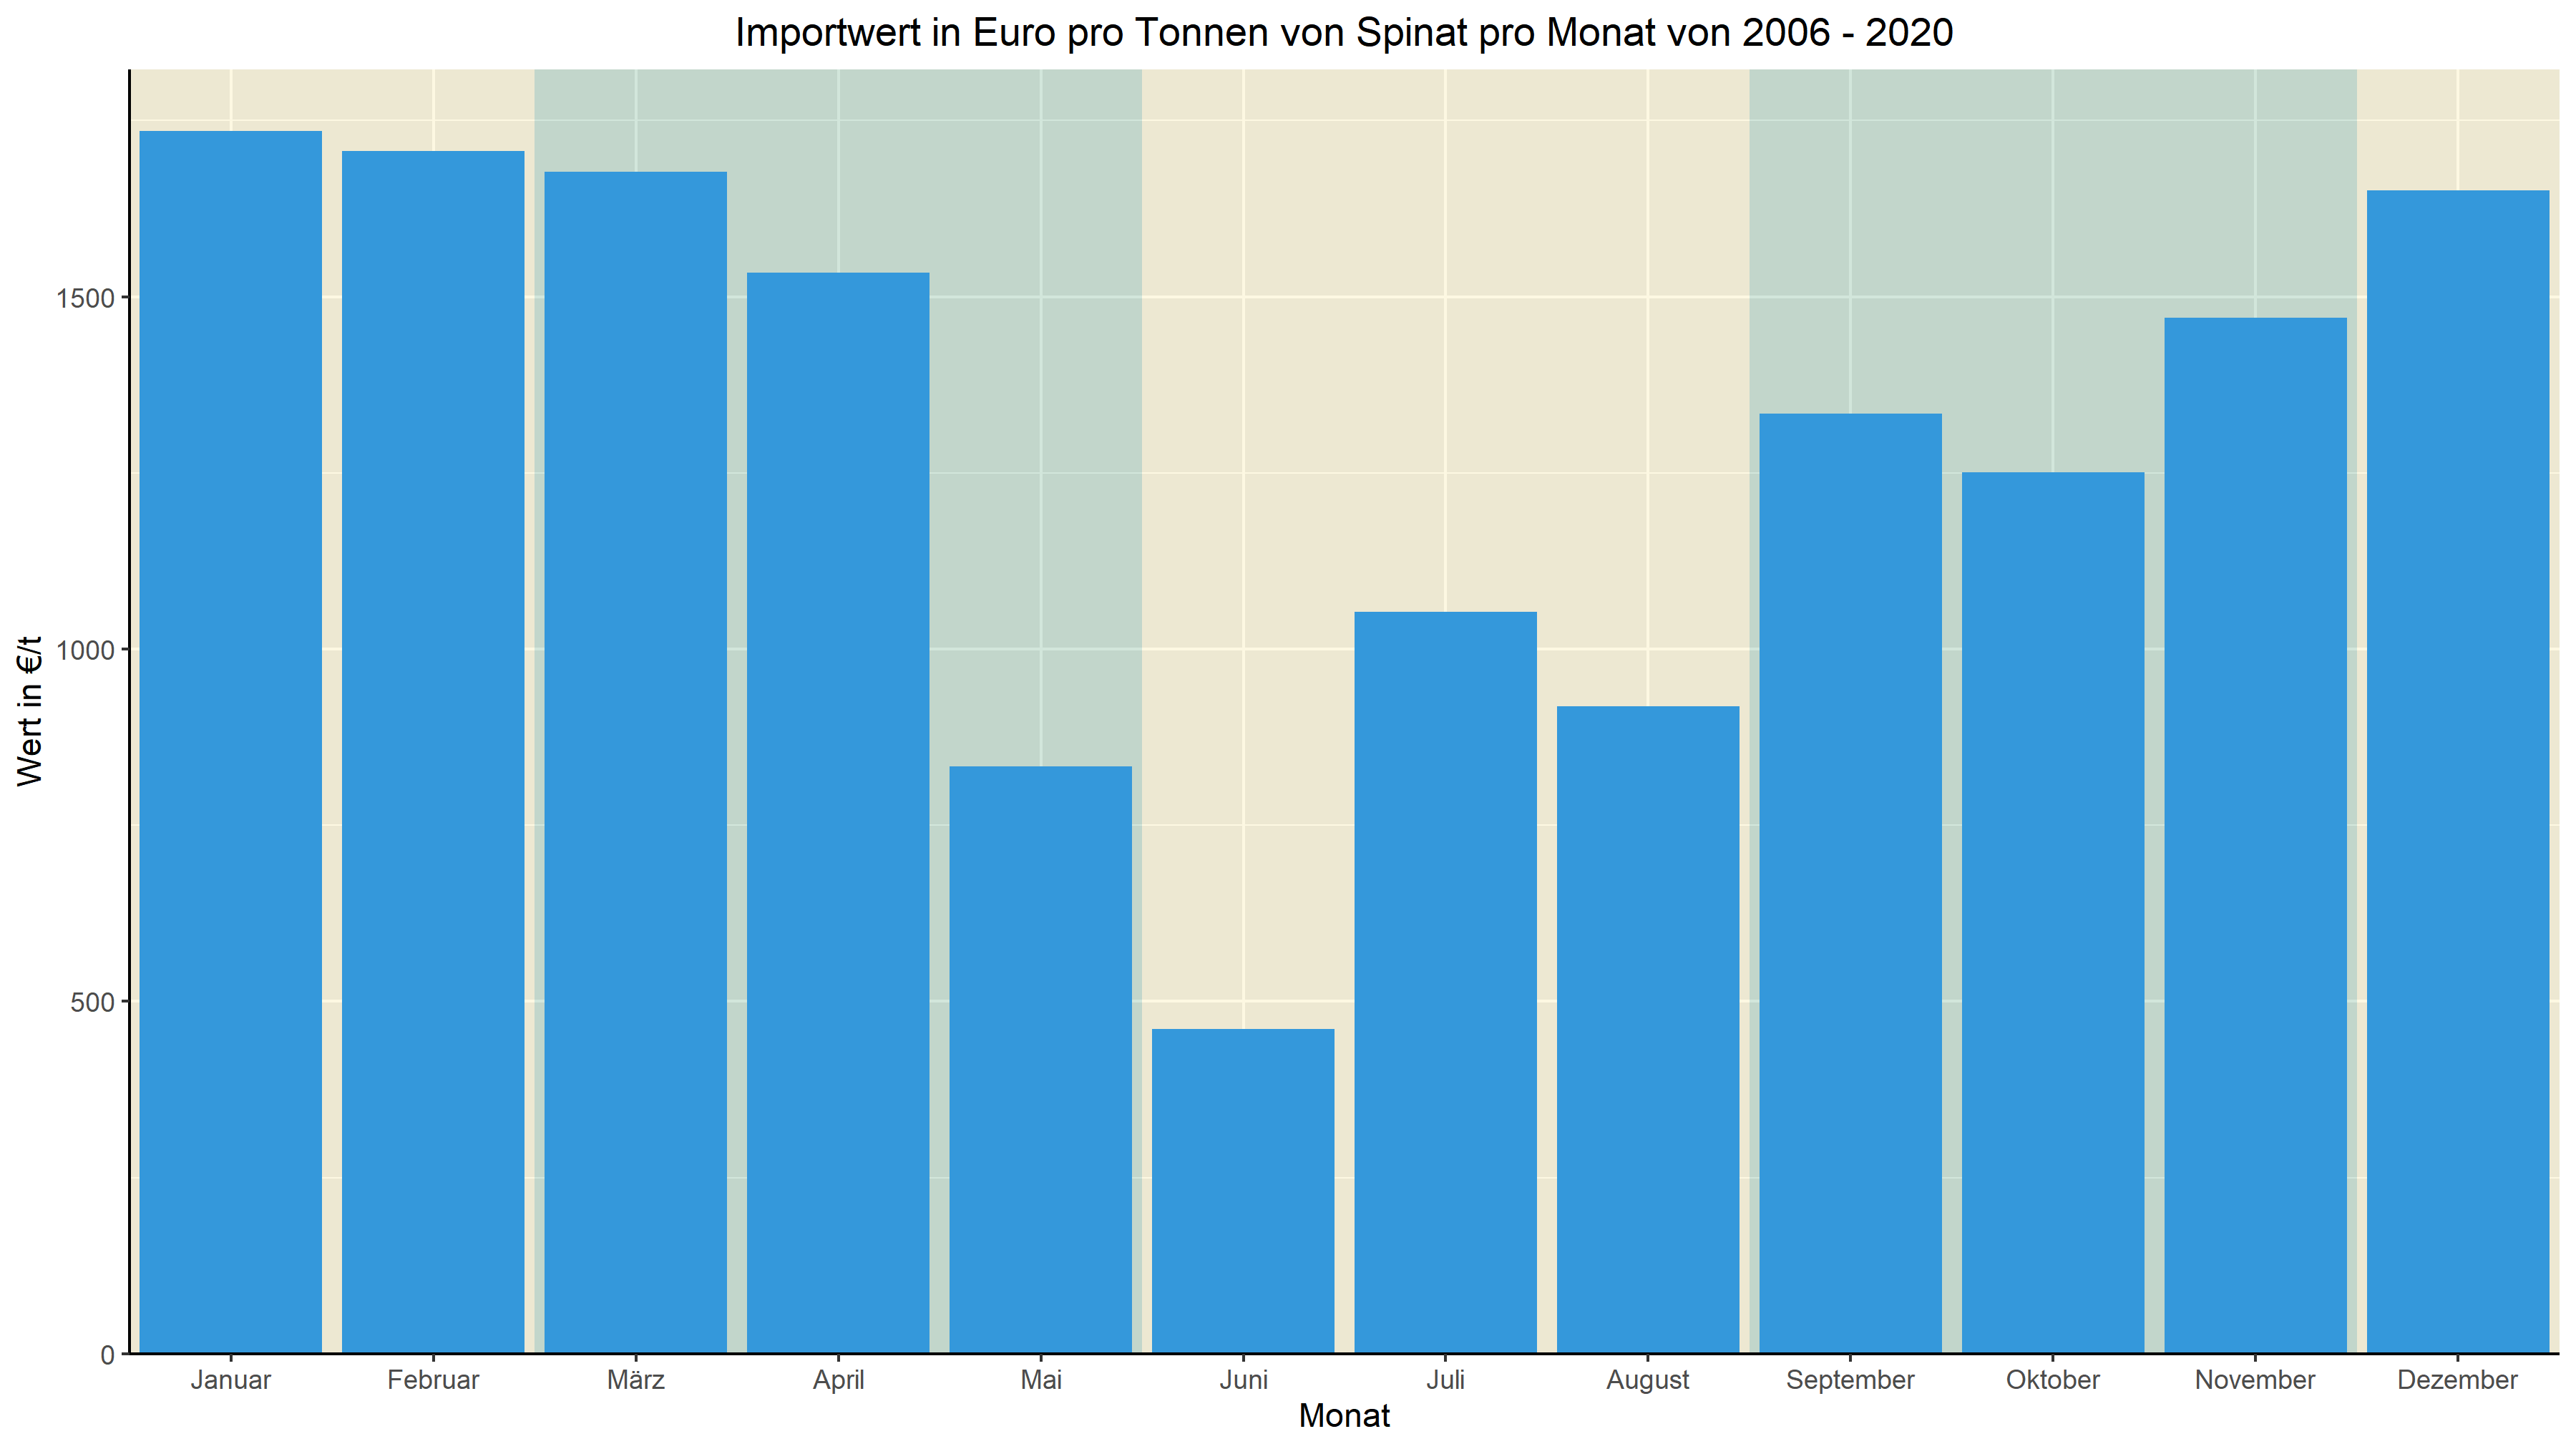 Importwert in Euro pro Tonnen von Spinat pro Monat von 2006 - 2020
Wert in €/t
1500
1000
500
0
Januar Februar März April Mai Juni Juli August September Oktober November Dezember
Monat